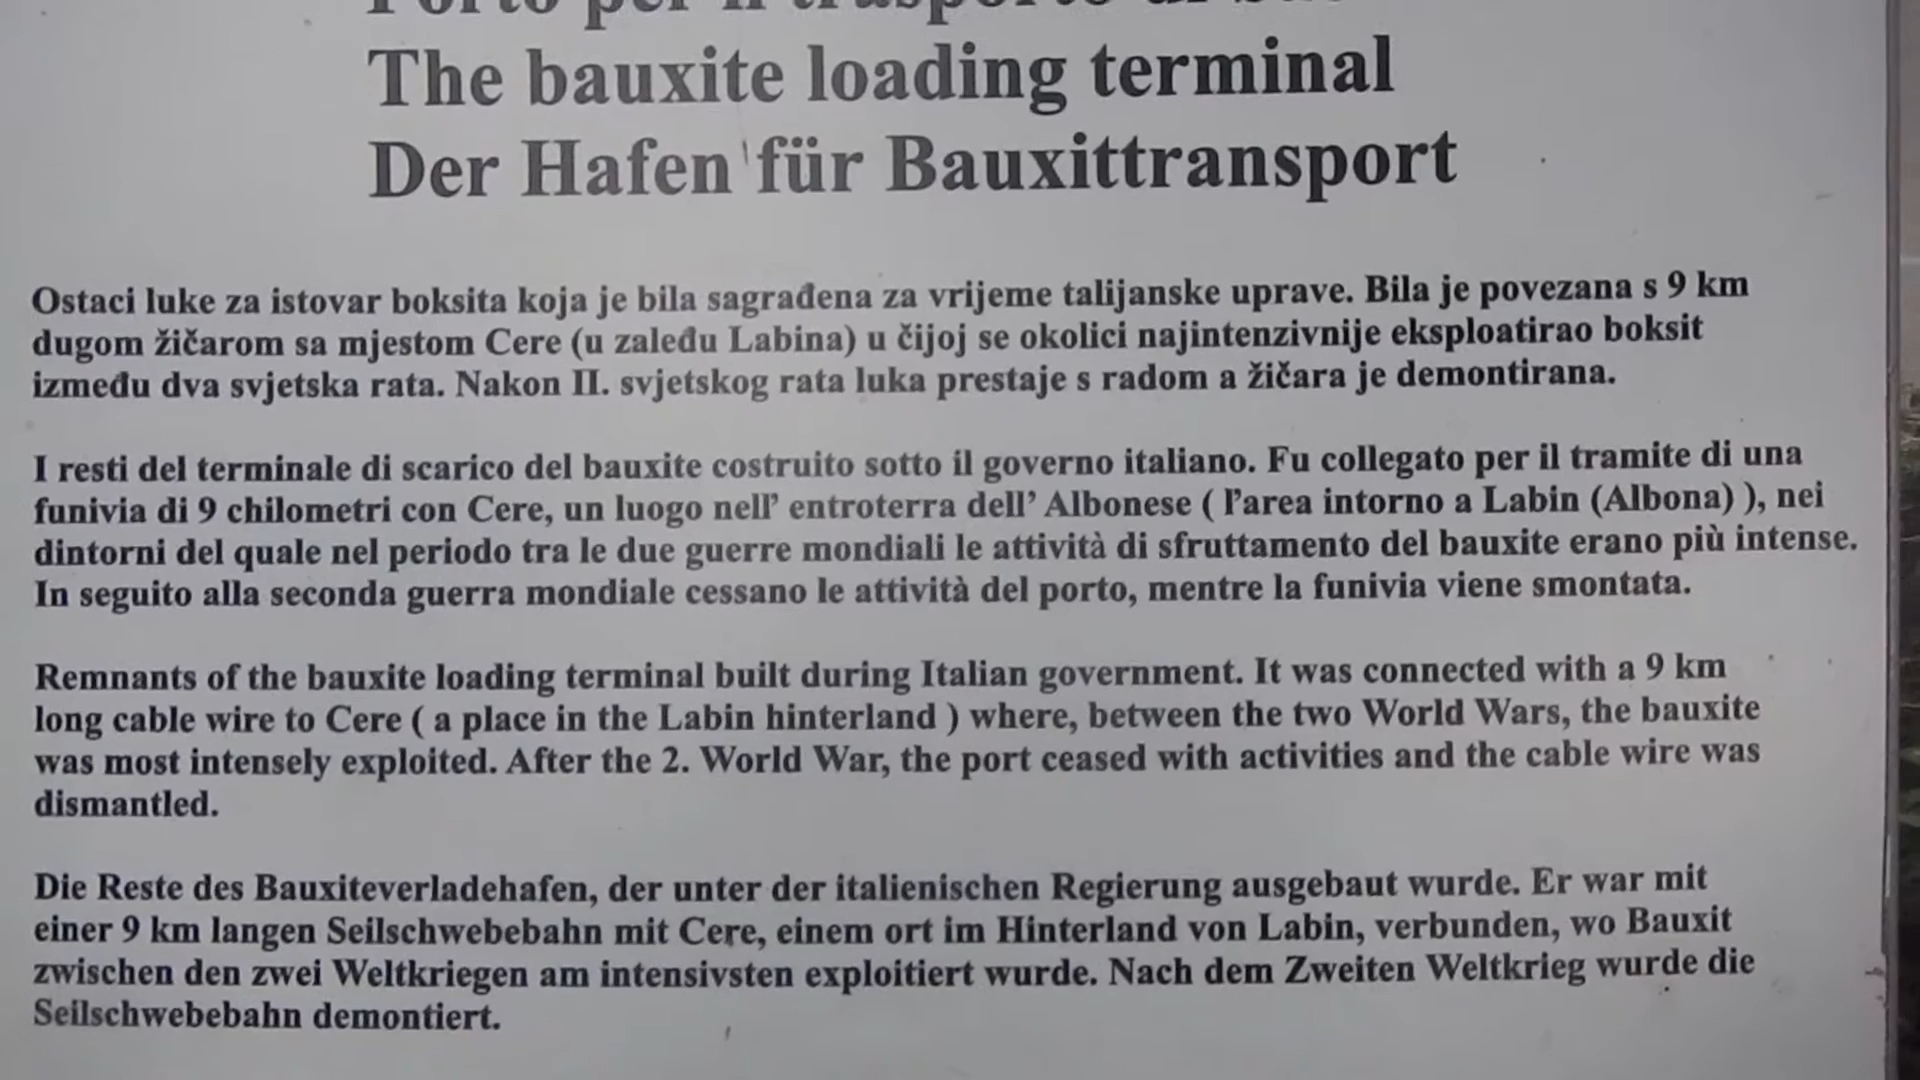 Porto per il trasporto di
The bauxite loading terminal
Der Hafen für Bauxittransport
Ostaci luke za istovar boksita koja je bila sagrađena za vrijeme talijanske uprave. Bila je povezana s 9 km
dugom žičarom sa mjestom Cere (u zaleđu Labina) u čijoj se okolici najintenzivnije eksploatirao boksit
između dva svjetska rata. Nakon II. svjetskog rata luka prestaje s radom a žičara je demontirana.
I resti del terminale di scarico del bauxite costruito sotto il governo italiano. Fu collegato per il tramite di una
funivia di 9 chilometri con Cere, un luogo nell’ entroterra dell’ Albonese ( l’area intorno a Labin (Albona) ), nei
dintorni del quale nel periodo tra le due guerre mondiali le attività di sfruttamento del bauxite erano più intense.
In seguito alla seconda guerra mondiale cessano le attività del porto, mentre la funivia viene smontata.
Remnants of the bauxite loading terminal built during Italian government. It was connected with a 9 km
long cable wire to Cere ( a place in the Labin hinterland ) where, between the two World Wars, the bauxite
was most intensely exploited. After the 2. World War, the port ceased with activities and the cable wire was
dismantled.
Die Reste des Bauxiteverladehafen, der unter der italienischen Regierung ausgebaut wurde. Er war mit
einer 9 km langen Seilschwebebahn mit Cere, einem ort im Hinterland von Labin, verbunden, wo Bauxit
zwischen den zwei Weltkriegen am intensivsten exploitiert wurde. Nach dem Zweiten Weltkrieg wurde die
Seilschwebebahn demontiert.